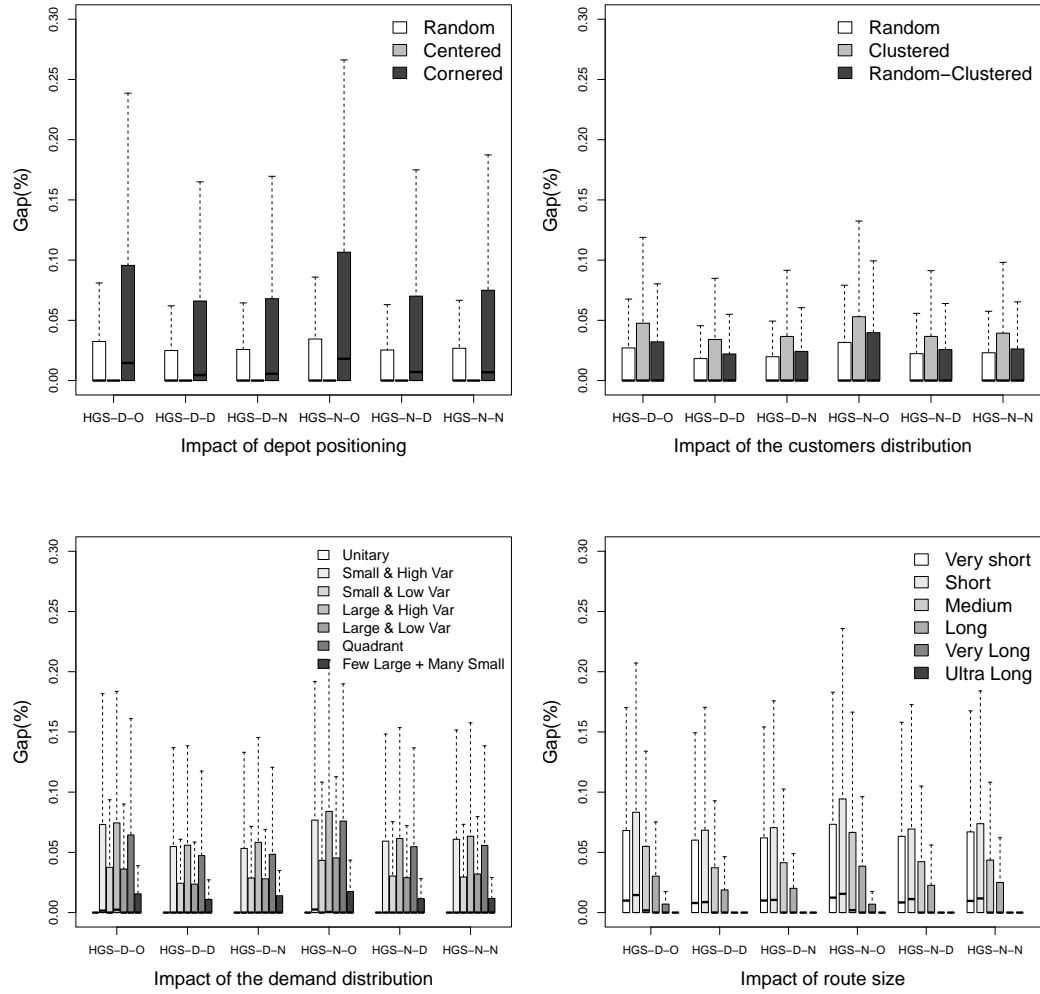 0.00 0.05 0.10 0.15 0.20 0.25 0.30
Gap(%)
Random
Centered
Cornered
HGS−D−O HGS−D−D HGS−D−N HGS−N−O HGS−N−D HGS−N−N
Impact of depot positioning
0.00 0.05 0.10 0.15 0.20 0.25 0.30
Gap(%)
Random
Clustered
Random−Clustered
HGS−D−O HGS−D−D HGS−D−N HGS−N−O HGS−N−D HGS−N−N
Impact of the customers distribution
0.00 0.05 0.10 0.15 0.20 0.25 0.30
Gap(%)
Unitary
Small & High Var
Small & Low Var
Large & High Var
Large & Low Var
Quadrant
Few Large + Many Small
HGS−D−O HGS−D−D HGS−D−N HGS−N−O HGS−N−D HGS−N−N
Impact of the demand distribution
0.00 0.05 0.10 0.15 0.20 0.25 0.30
Gap(%)
Very short
Short
Medium
Long
Very Long
Ultra Long
HGS−D−O HGS−D−D HGS−D−N HGS−N−O HGS−N−D HGS−N−N
Impact of route size